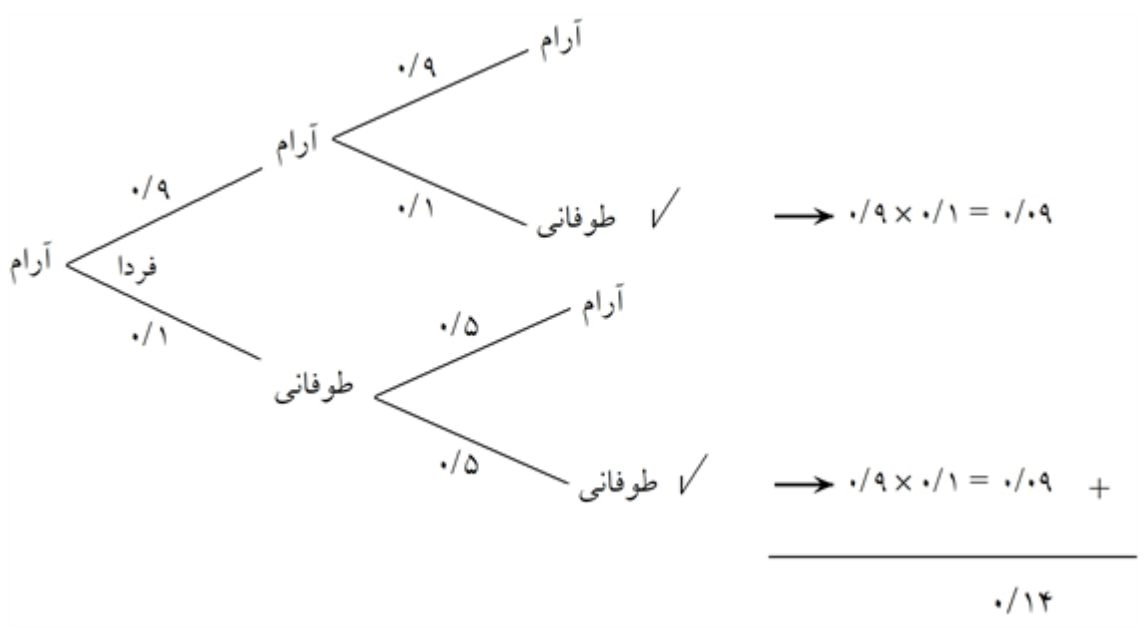 آرام
۰/۹
آرام
۰/۹
۰/۱
طوفانی ✓ → ۰/۹ × ۰/۱ = ۰/۰۹
آرام
فردا
۰/۱
۰/۵
آرام
طوفانی
۰/۵
طوفانی ✓ → ۰/۹ × ۰/۱ = ۰/۰۹ +
۰/۱۴